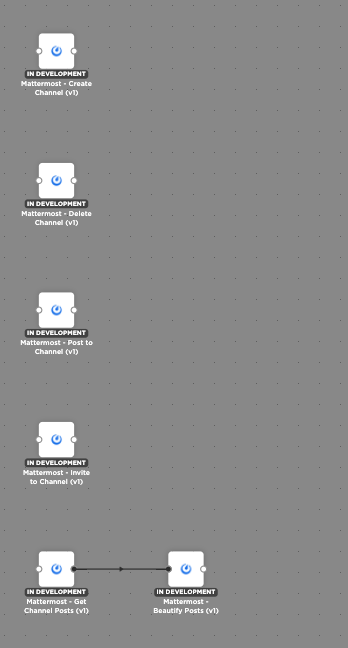 IN DEVELOPMENT
Mattermost - Create
Channel (v1)
IN DEVELOPMENT
Mattermost - Delete
Channel (v1)
IN DEVELOPMENT
Mattermost - Post to
Channel (v1)
IN DEVELOPMENT
Mattermost - Invite
to Channel (v1)
IN DEVELOPMENT
Mattermost - Get
Channel Posts (v1)
IN DEVELOPMENT
Mattermost -
Beautify Posts (v1)